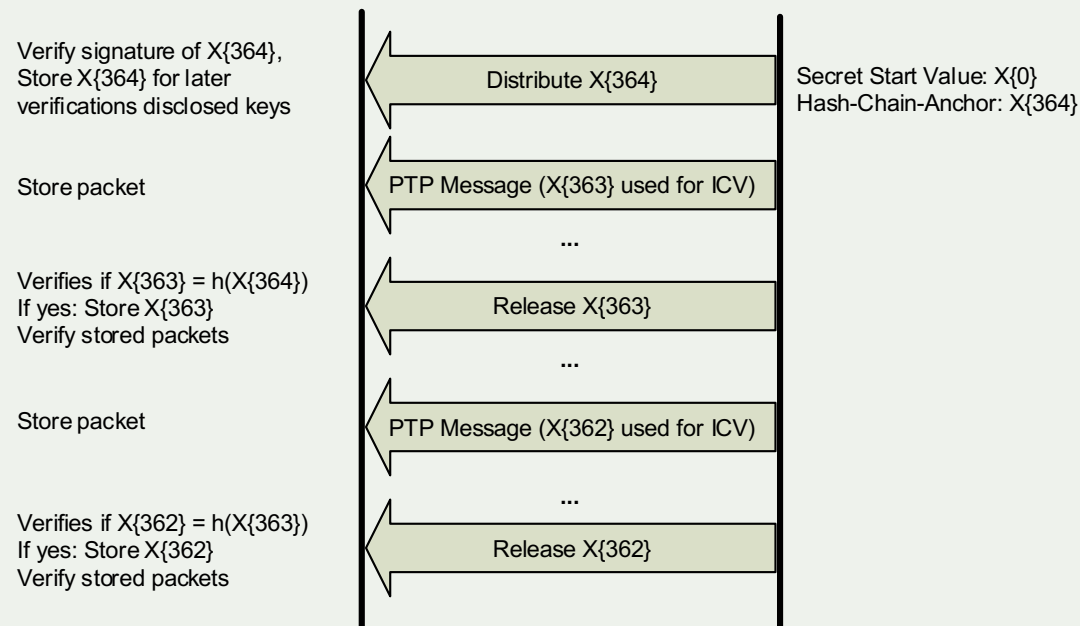 Verify signature of X{364},
Store X{364} for later
verifications disclosed keys
Distribute X{364}
Secret Start Value: X{0}
Hash-Chain-Anchor: X{364}
Store packet
PTP Message (X{363} used for ICV)
...
Verifies if X{363} = h(X{364})
If yes: Store X{363}
Verify stored packets
Release X{363}
...
Store packet
PTP Message (X{362} used for ICV)
...
Verifies if X{362} = h(X{363})
If yes: Store X{362}
Verify stored packets
Release X{362}